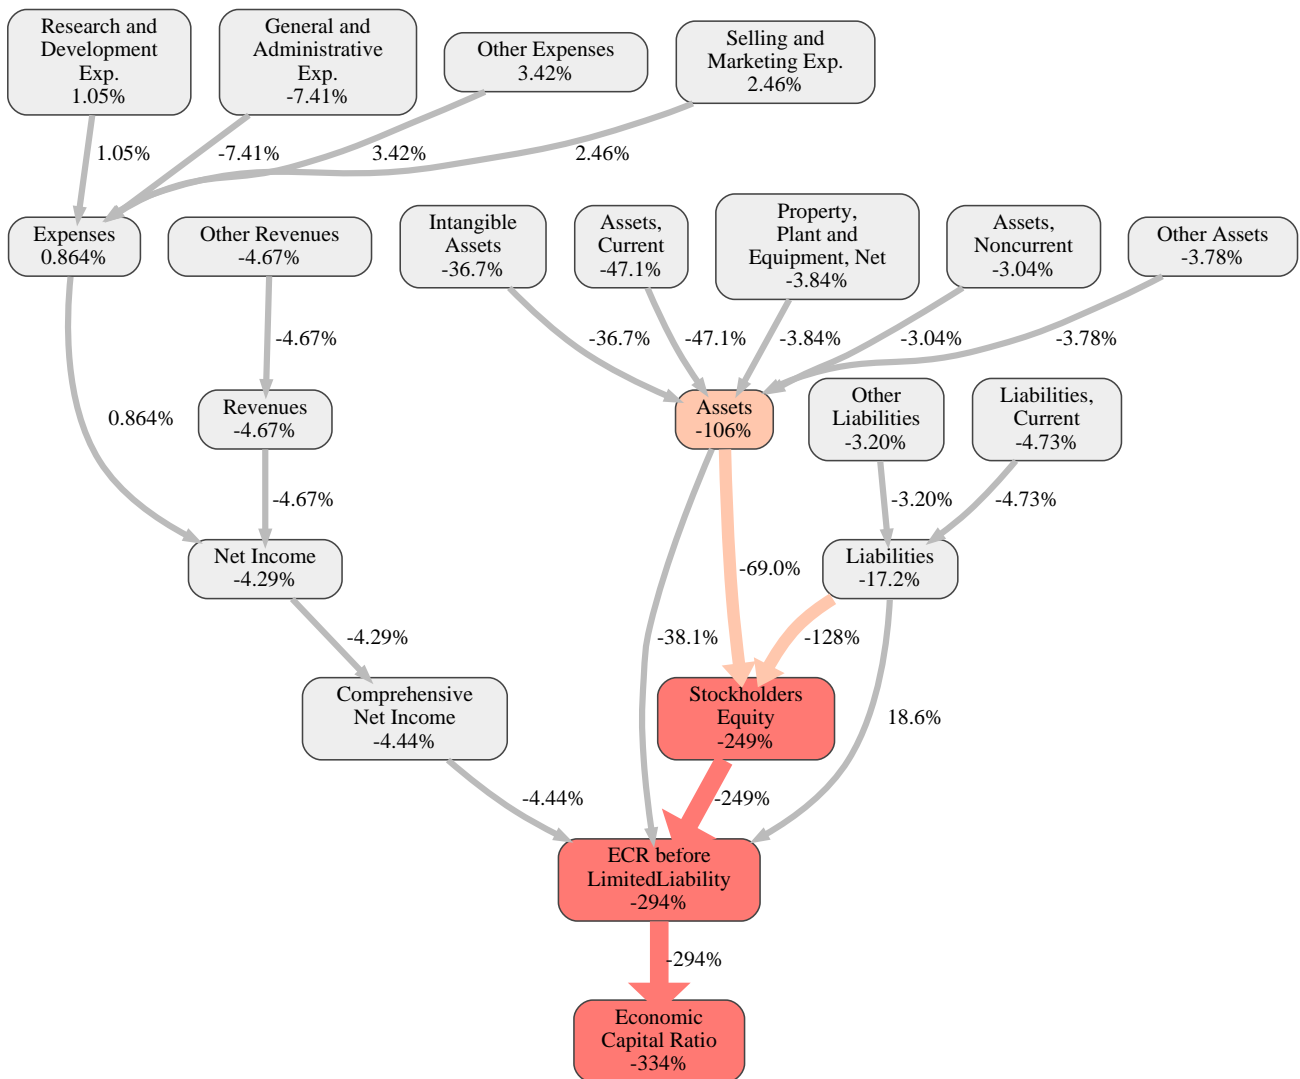 Research and
Development
Exp.
1.05%
General and
Administrative
Exp.
-7.41%
Other Expenses
3.42%
Selling and
Marketing Exp.
2.46%
1.05%
-7.41%
3.42%
2.46%
Expenses
0.864%
Other Revenues
-4.67%
Intangible
Assets
-36.7%
Assets,
Current
-47.1%
Property,
Plant and
Equipment, Net
-3.84%
Assets,
Noncurrent
-3.04%
Other Assets
-3.78%
-4.67%
-36.7%
-47.1%
-3.84%
-3.04%
-3.78%
0.864%
Revenues
-4.67%
Assets
-106%
Other
Liabilities
-3.20%
Liabilities,
Current
-4.73%
-4.67%
-3.20%
-4.73%
Net Income
-4.29%
-69.0%
Liabilities
-17.2%
-4.29%
-38.1%
-128%
Comprehensive
Net Income
-4.44%
Stockholders
Equity
-249%
18.6%
-4.44%
-249%
ECR before
LimitedLiability
-294%
-294%
Economic
Capital Ratio
-334%